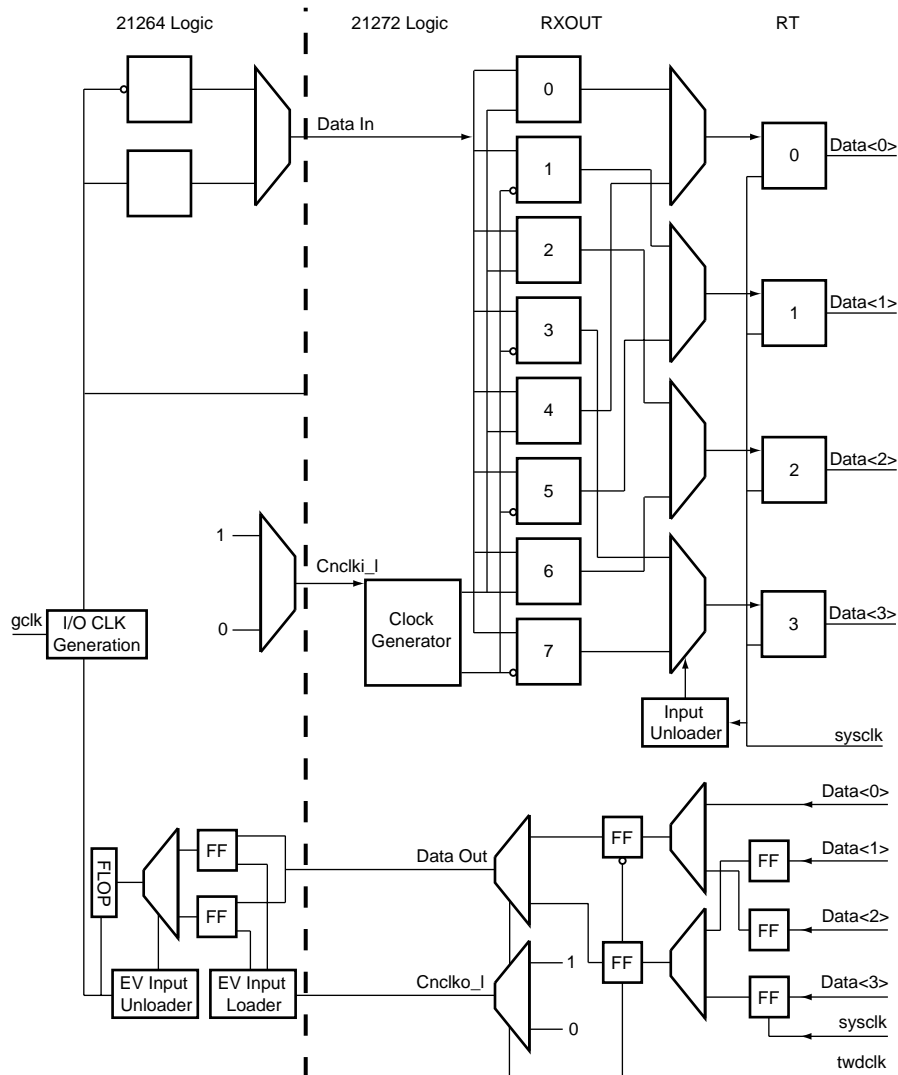 21264 Logic
21272 Logic
RXOUT
RT
Data In
0
1
2
3
4
5
6
7
0
Data<0>
1
Data<1>
2
Data<2>
3
Data<3>
1
0
Cnclki_l
Clock
Generator
gclk
I/O CLK
Generation
Input
Unloader
sysclk
Data<0>
Data<1>
Data<2>
Data<3>
sysclk
twdclk
FF
FF
FF
FF
FF
Data Out
Cnclko_l
1
0
FLOP
FF
FF
EV Input
Unloader
EV Input
Loader